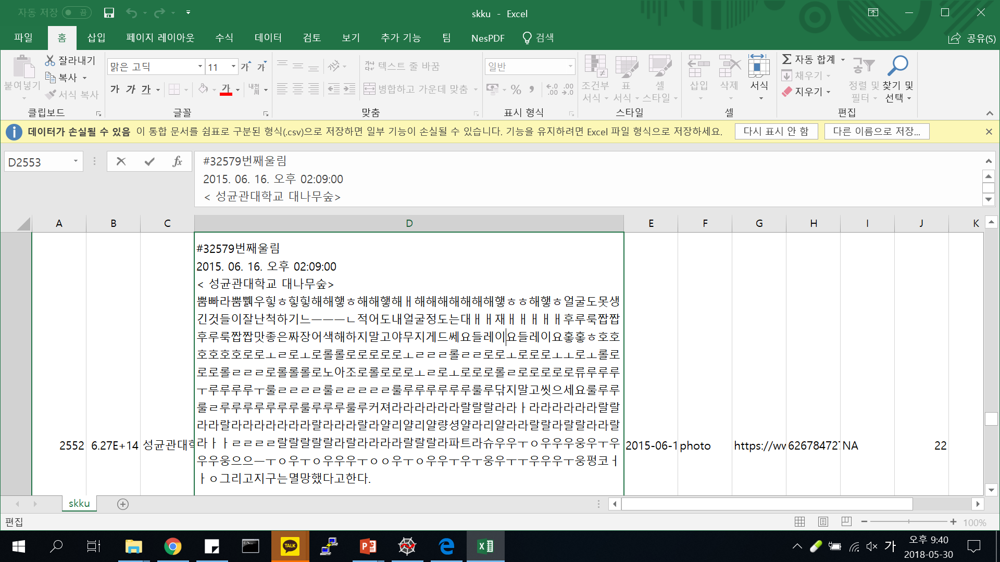 자동 저장 끔
skku - Excel
파일 홈 삽입 페이지 레이아웃 수식 데이터 검토 보기 추가 기능 팀 NesPDF 검색 공유(S)
붙여넣기 잘라내기 복사 서식 복사 클립보드
맑은 고딕 11 가 가 가 가 가 가 내천 글꼴
텍스트 줄 바꿈 병합하고 가운데 맞춤 맞춤
일반 % 표시 형식
조건부 서식 표 서식 셀 스타일 스타일
삽입 삭제 서식 셀
자동 합계 채우기 지우기 정렬 및 필터 찾기 및 선택 편집
데이터가 손실될 수 있음 이 통합 문서를 쉼표로 구분된 형식(.csv)으로 저장하면 일부 기능이 손실될 수 있습니다. 기능을 유지하려면 Excel 파일 형식으로 저장하세요. 다시 표시 안 함 다른 이름으로 저장...
D2553 fx #32579번째울림
2015. 06. 16. 오후 02:09:00
< 성균관대학교 대나무숲>
A B C D E F G H I J K
#32579번째울림
2015. 06. 16. 오후 02:09:00
< 성균관대학교 대나무숲>
뿜빠라뿜뿱우힣ㅎ힣힣해해햏ㅎ해해햏해ㅐ해해해해해해해햏ㅎㅎ해햏ㅎ얼굴도못생
긴것들이잘난척하기느ㅡㅡㅡㄴ적어도내얼굴정도는대ㅐㅐ재ㅐㅐㅐㅐㅐ후루룩짭짭
후루룩짭짭맛좋은짜장어색해하지말고야무지게드쎄요들레이요들레이요홓홓ㅎ호호
호호호호로로ㅗㄹ로ㅗ로롤롤로로로로로ㅗㄹㄹㄹ롤ㄹㄹ로로ㅗ로로로ㅗㅗ로ㅗ롤로
로로롤ㄹㄹㄹ로롤롤롤로노아조로롤로로로ㅗㄹ로ㅗ로로로롤ㄹ로로로로로류루루루
ㅜ루루루루ㅜ룰ㄹㄹㄹㄹ룰ㄹㄹㄹㄹㄹ룰루루루루루루룰루닦지말고씻으세요룰루루
룰ㄹ루루루루루루루룰루루루룰루커져라라라라라라랄랄랄라라ㅏ라라라라라라랄랄
라라랄라라라라라라라랄라라라랄라얄리얄리얄량셩얄라리얄라라랄랄라랄랄라라랄
라ㅏㅏㄹㄹㄹㄹ랄랄랄랄랄라랄라라라라랄랄랄라파트라슈우우ㅜㅇ우우우웅우ㅜ우
우우웅으으ㅡㅜㅇ우ㅜㅇ우우우ㅜㅇㅇ우ㅜㅇ우우ㅜ우ㅜ웅우ㅜㅜ우우우ㅜ웅펑코ㅓ
ㅏㅇ그리고지구는멸망했다고한다.
2552 6.27E+14 성균관대학 2015-06-1 photo https://ww 626784727 NA 22
skku
편집 100%
TALK 가 오후 9:40
2018-05-30